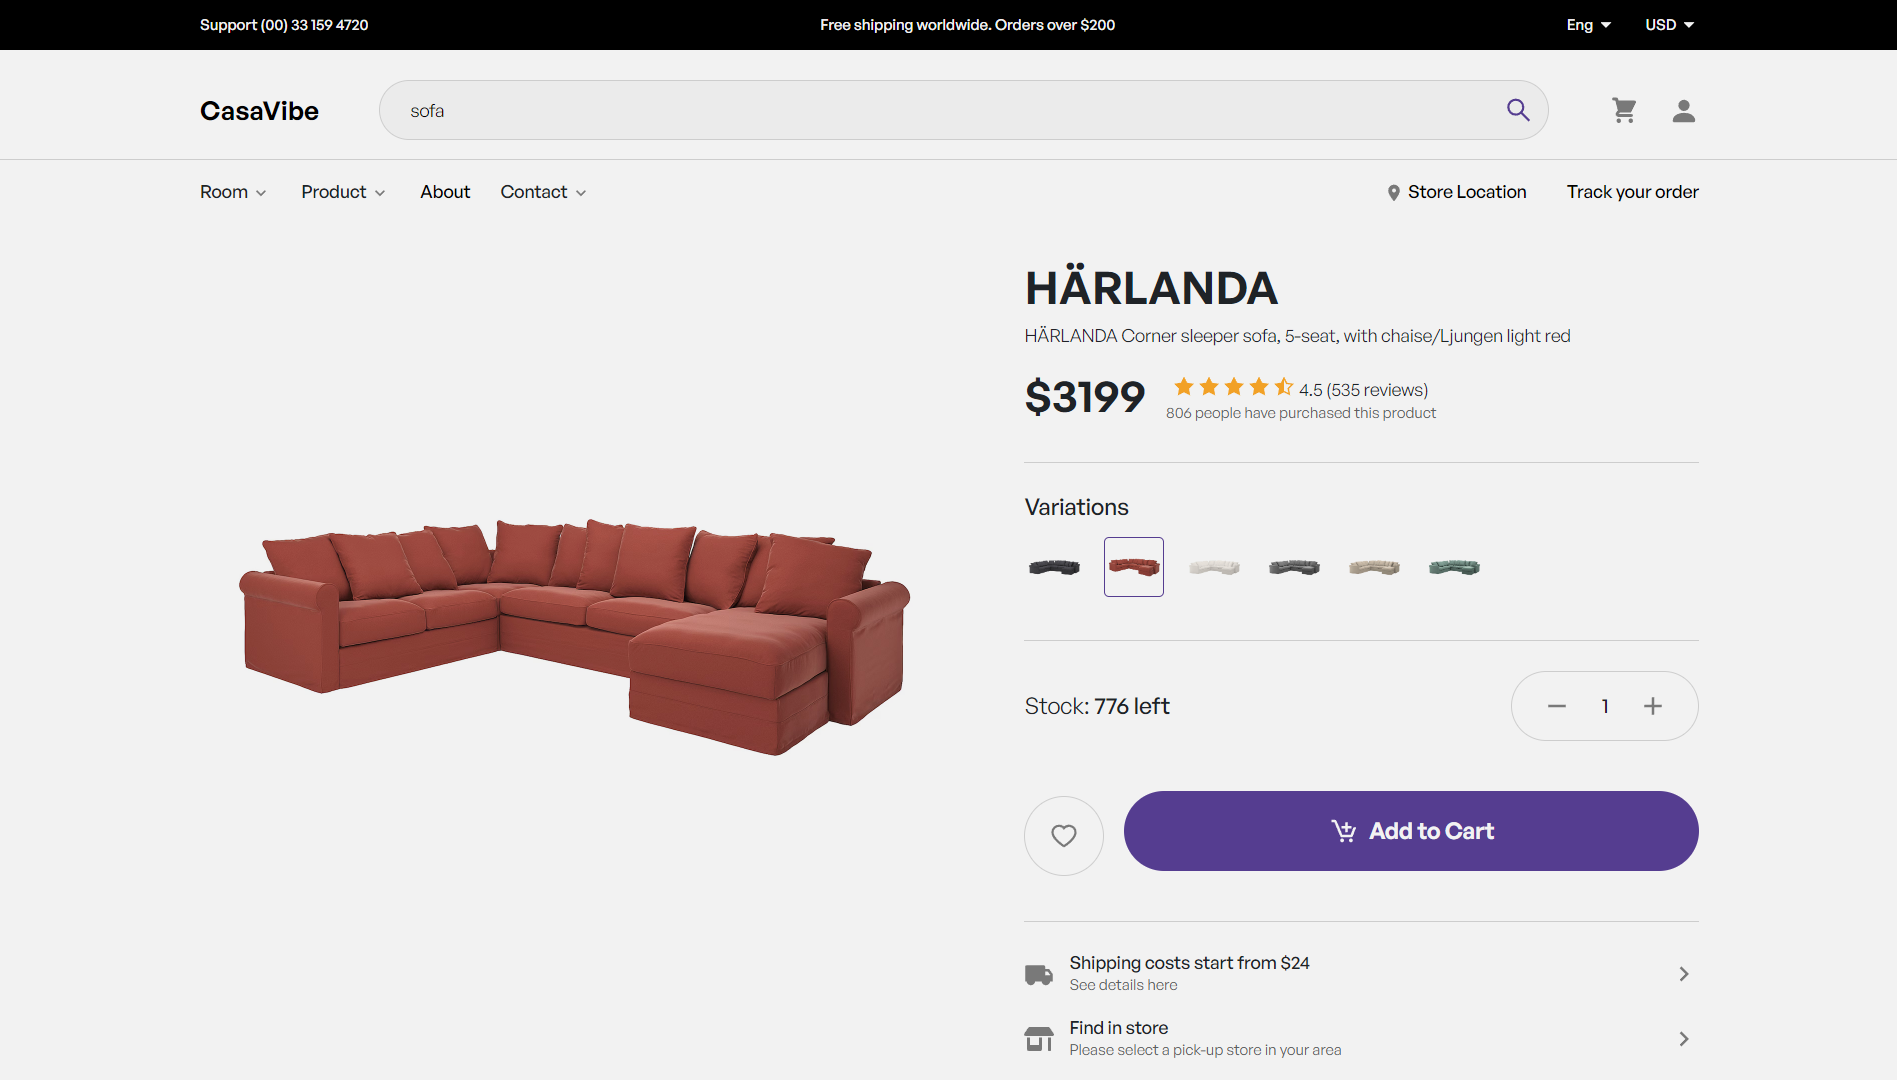 Support (00) 33 159 4720
Free shipping worldwide. Orders over $200
Eng
USD
CasaVibe
sofa
Room
Product
About
Contact
Store Location
Track your order
HÄRLANDA
HÄRLANDA Corner sleeper sofa, 5-seat, with chaise/Ljungen light red
$3199
4.5 (535 reviews)
806 people have purchased this product
Variations
Stock: 776 left
1
Add to Cart
Shipping costs start from $24
See details here
Find in store
Please select a pick-up store in your area